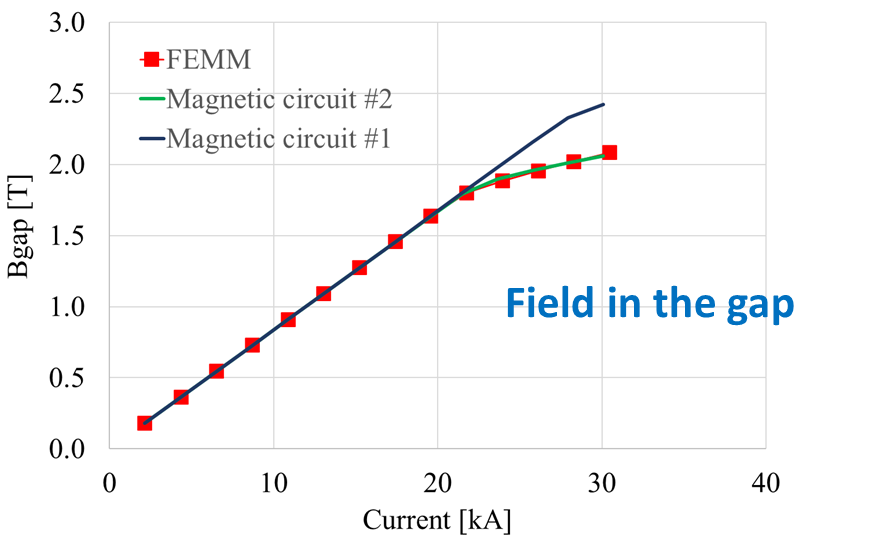 3.0
FEMM
2.5
Magnetic circuit #2
Magnetic circuit #1
2.0
Bgap [T]
1.5
Field in the gap
1.0
0.5
0.0
0 10 20 30 40
Current [kA]